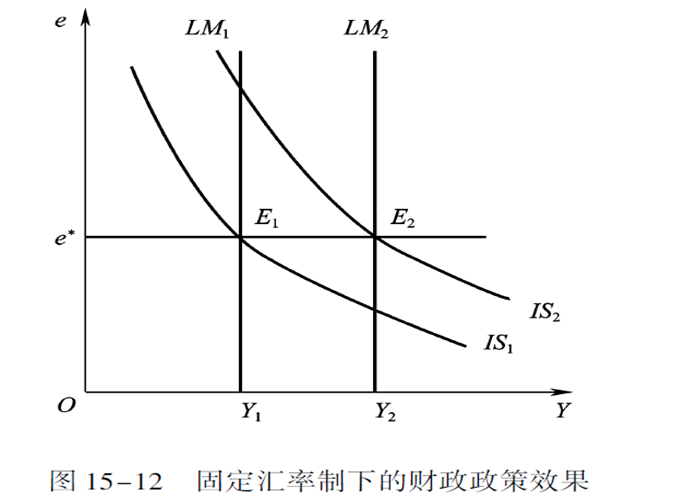 e
LM₁
LM₂
E₁
E₂
e*
IS₂
IS₁
O
Y₁
Y₂
Y
图 15-12 固定汇率制下的财政政策效果